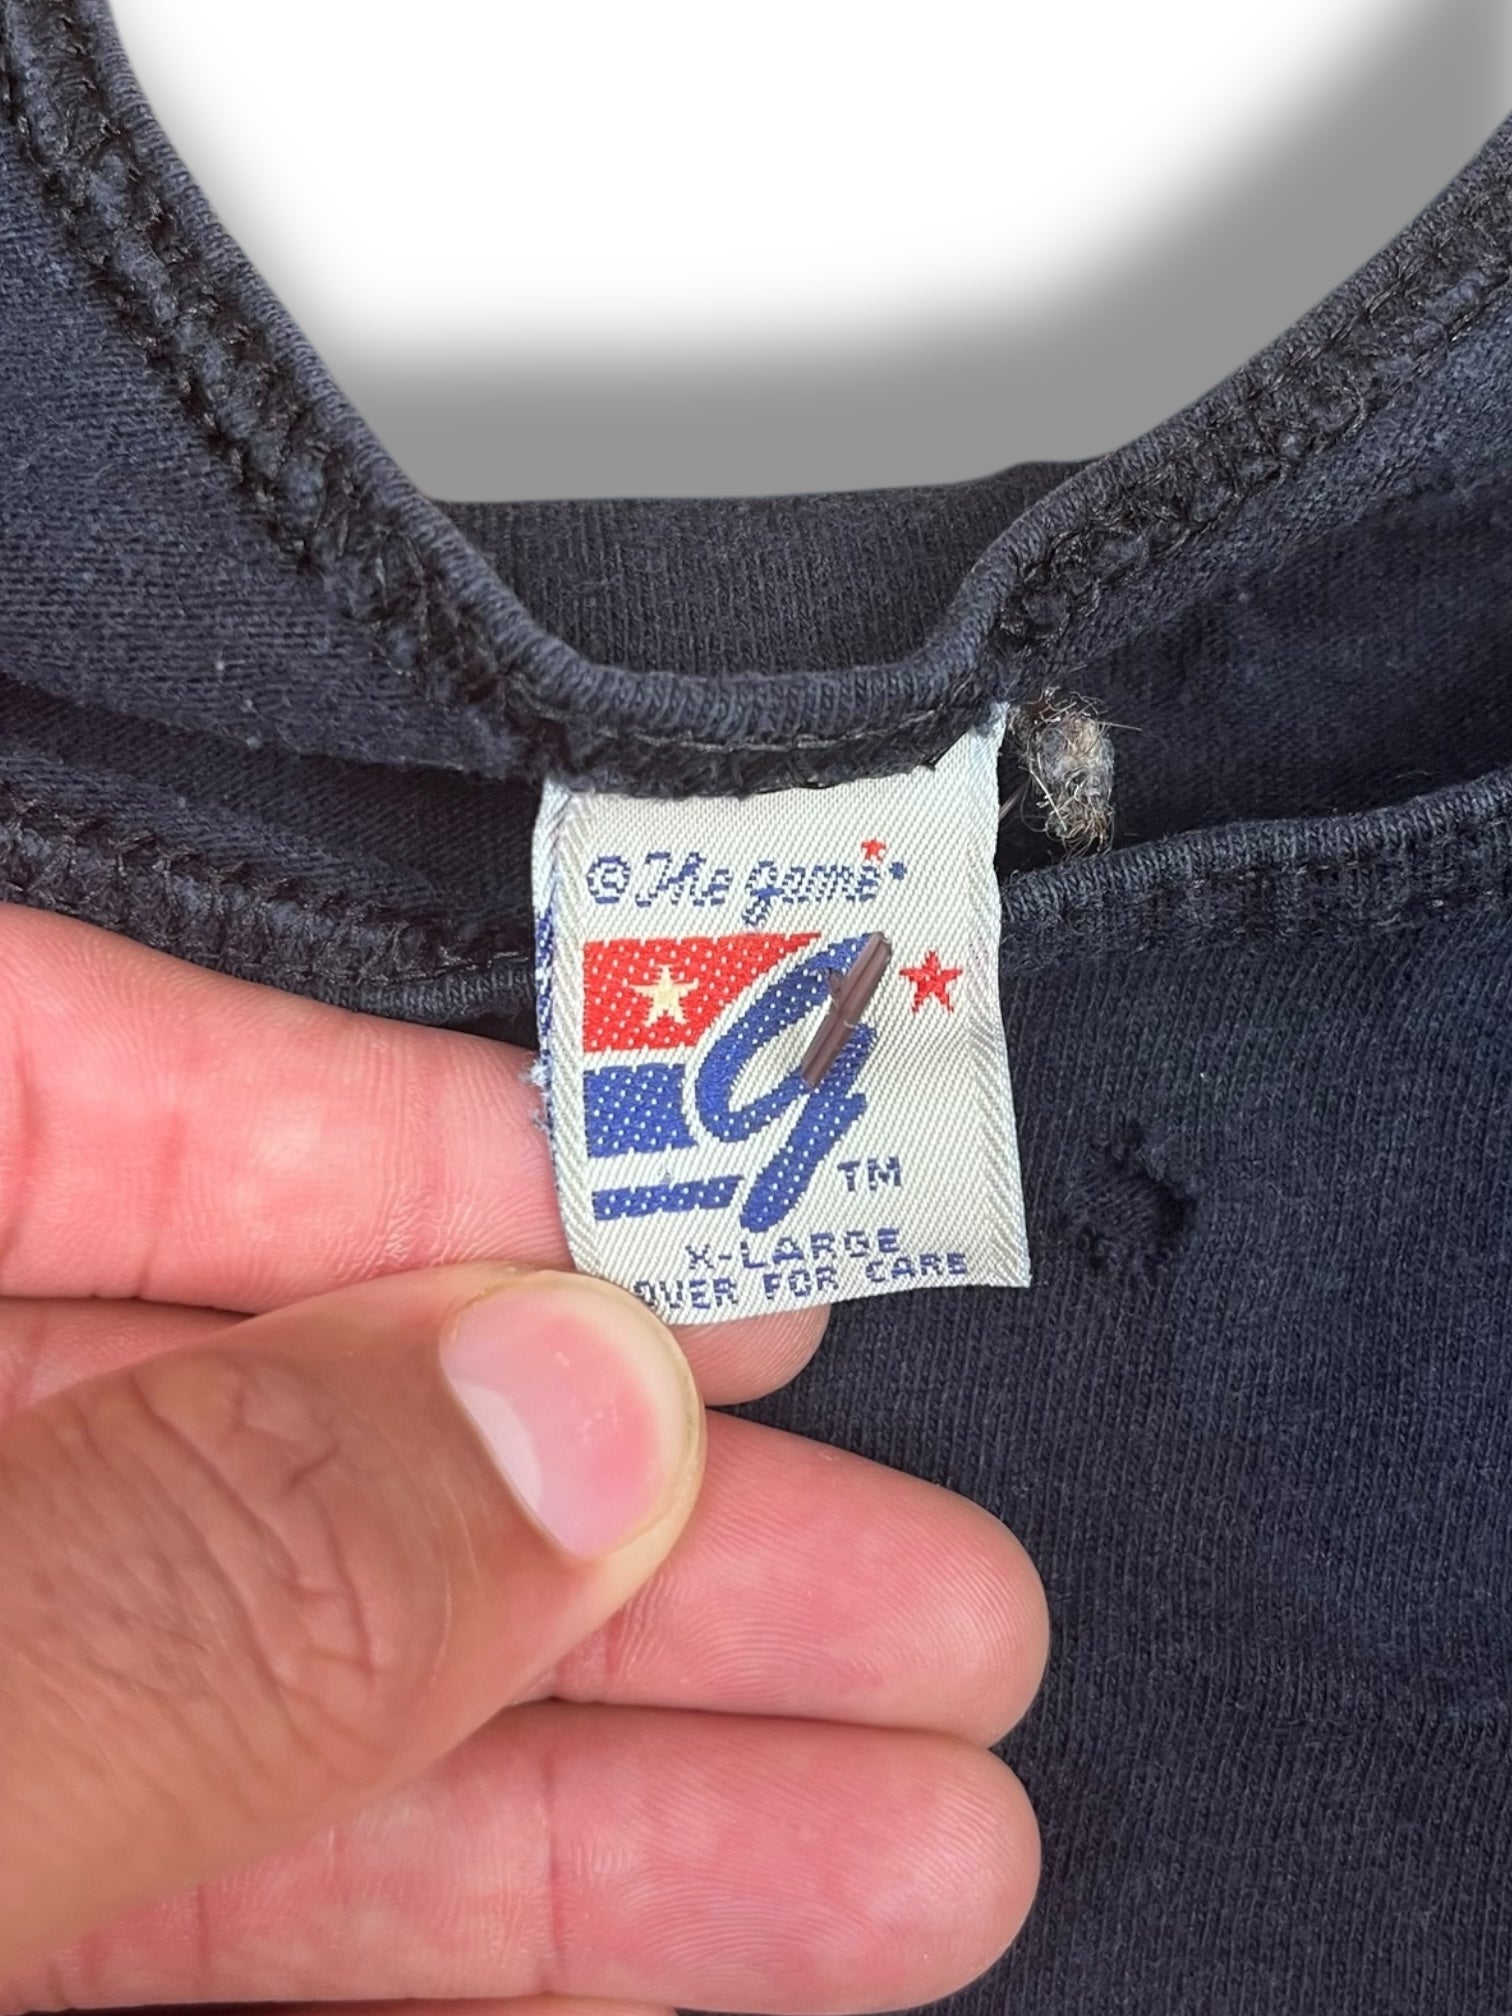 ® The game
g
TM
X-LARGE
OVER FOR CARE